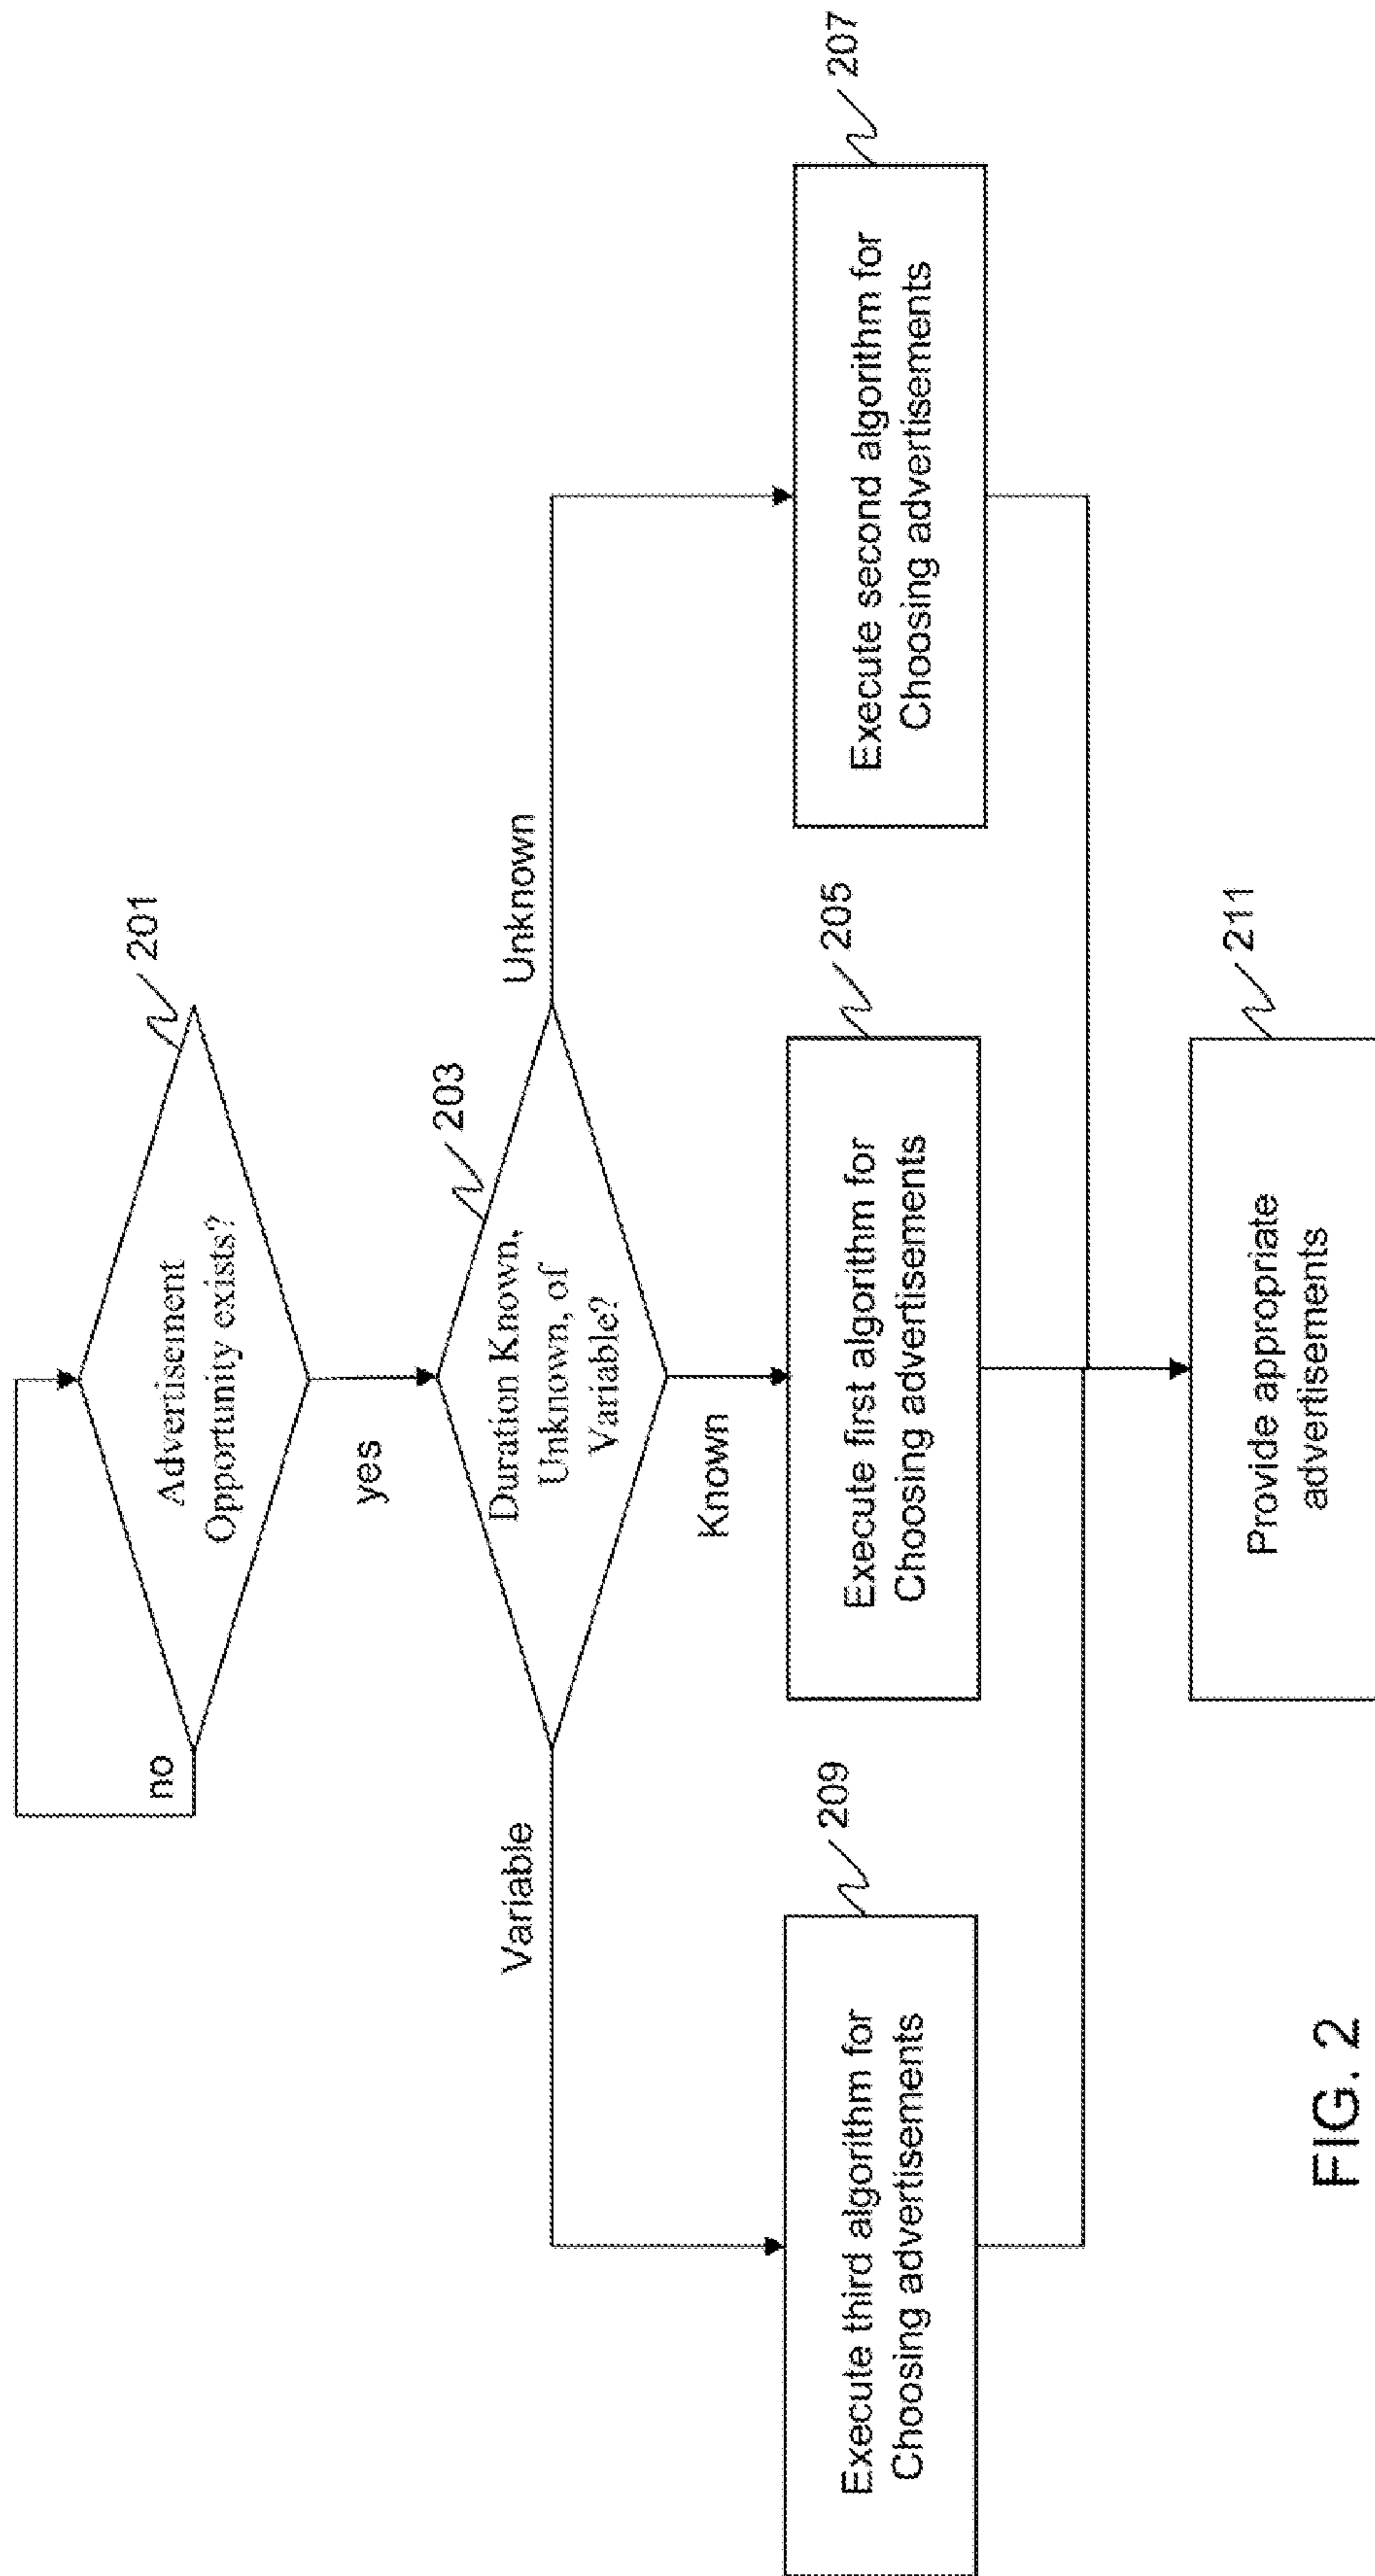 201
Advertisement
Opportunity exists?
no
yes
203
Duration Known,
Unknown, of
Variable?
Variable
Known
Unknown
209
Execute third algorithm for
Choosing advertisements
205
Execute first algorithm for
Choosing advertisements
207
Execute second algorithm for
Choosing advertisements
211
Provide appropriate
advertisements
FIG. 2